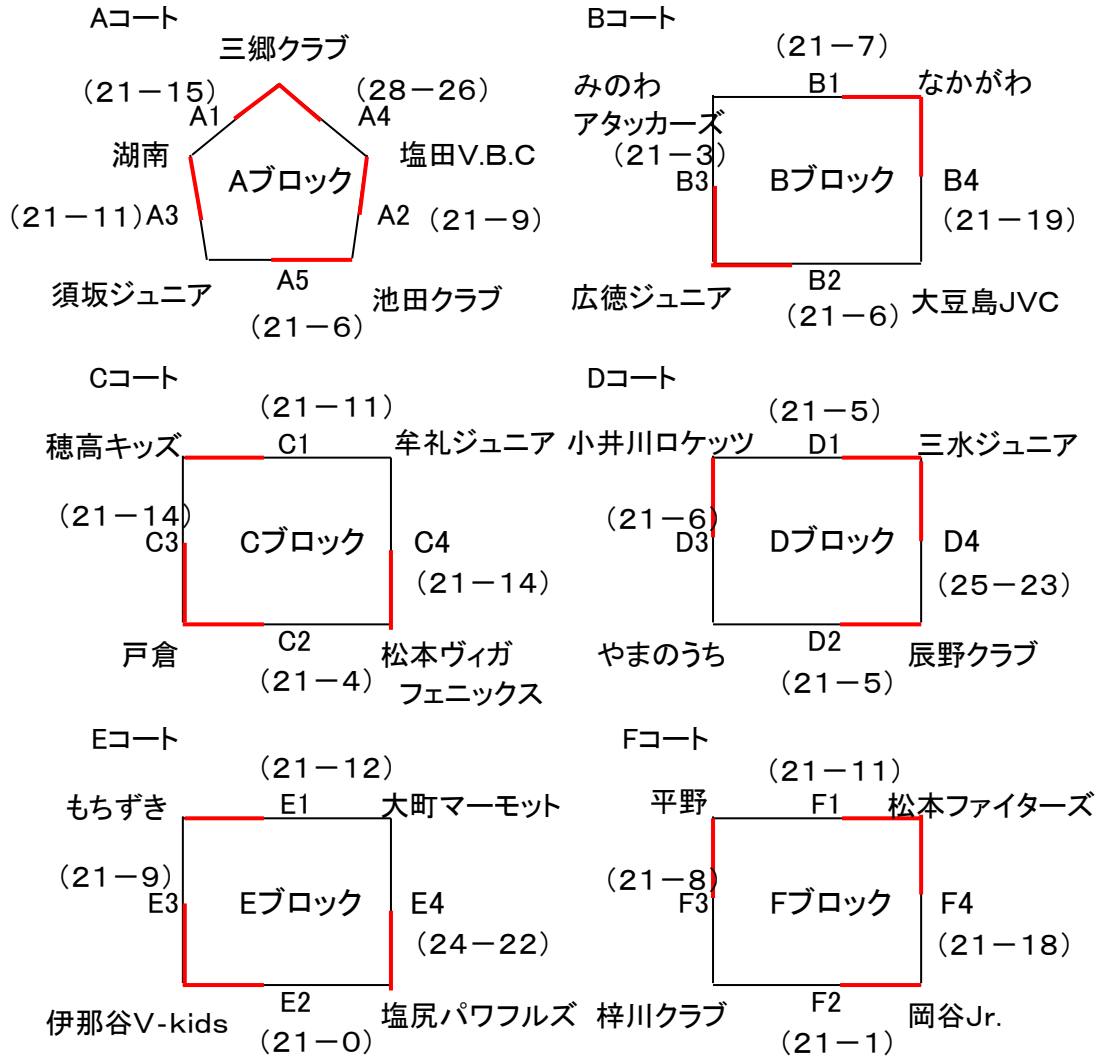 Aコート
三郷クラブ
(21－15)
(28－26)
A1
A4
湖南
塩田V.B.C
Aブロック
(21－11)
A3
A2
(21－9)
須坂ジュニア
A5
池田クラブ
(21－6)
Bコート
(21－7)
みのわ
アタッカーズ
B1
なかがわ
(21－3)
B3
Bブロック
B4
(21－19)
広徳ジュニア
B2
大豆島JVC
(21－6)
Cコート
(21－11)
穂高キッズ
C1
牟礼ジュニア
(21－14)
C3
Cブロック
C4
(21－14)
戸倉
C2
松本ヴィガ
フェニックス
(21－4)
Dコート
(21－5)
小井川ロケッツ
D1
三水ジュニア
(21－6)
D3
Dブロック
D4
(25－23)
やまのうち
D2
辰野クラブ
(21－5)
Eコート
(21－12)
もちずき
E1
大町マーモット
(21－9)
E3
Eブロック
E4
(24－22)
伊那谷V-kids
E2
塩尻パワフルズ
(21－0)
Fコート
(21－11)
平野
F1
松本ファイターズ
(21－8)
F3
Fブロック
F4
(21－18)
梓川クラブ
F2
岡谷Jr.
(21－1)